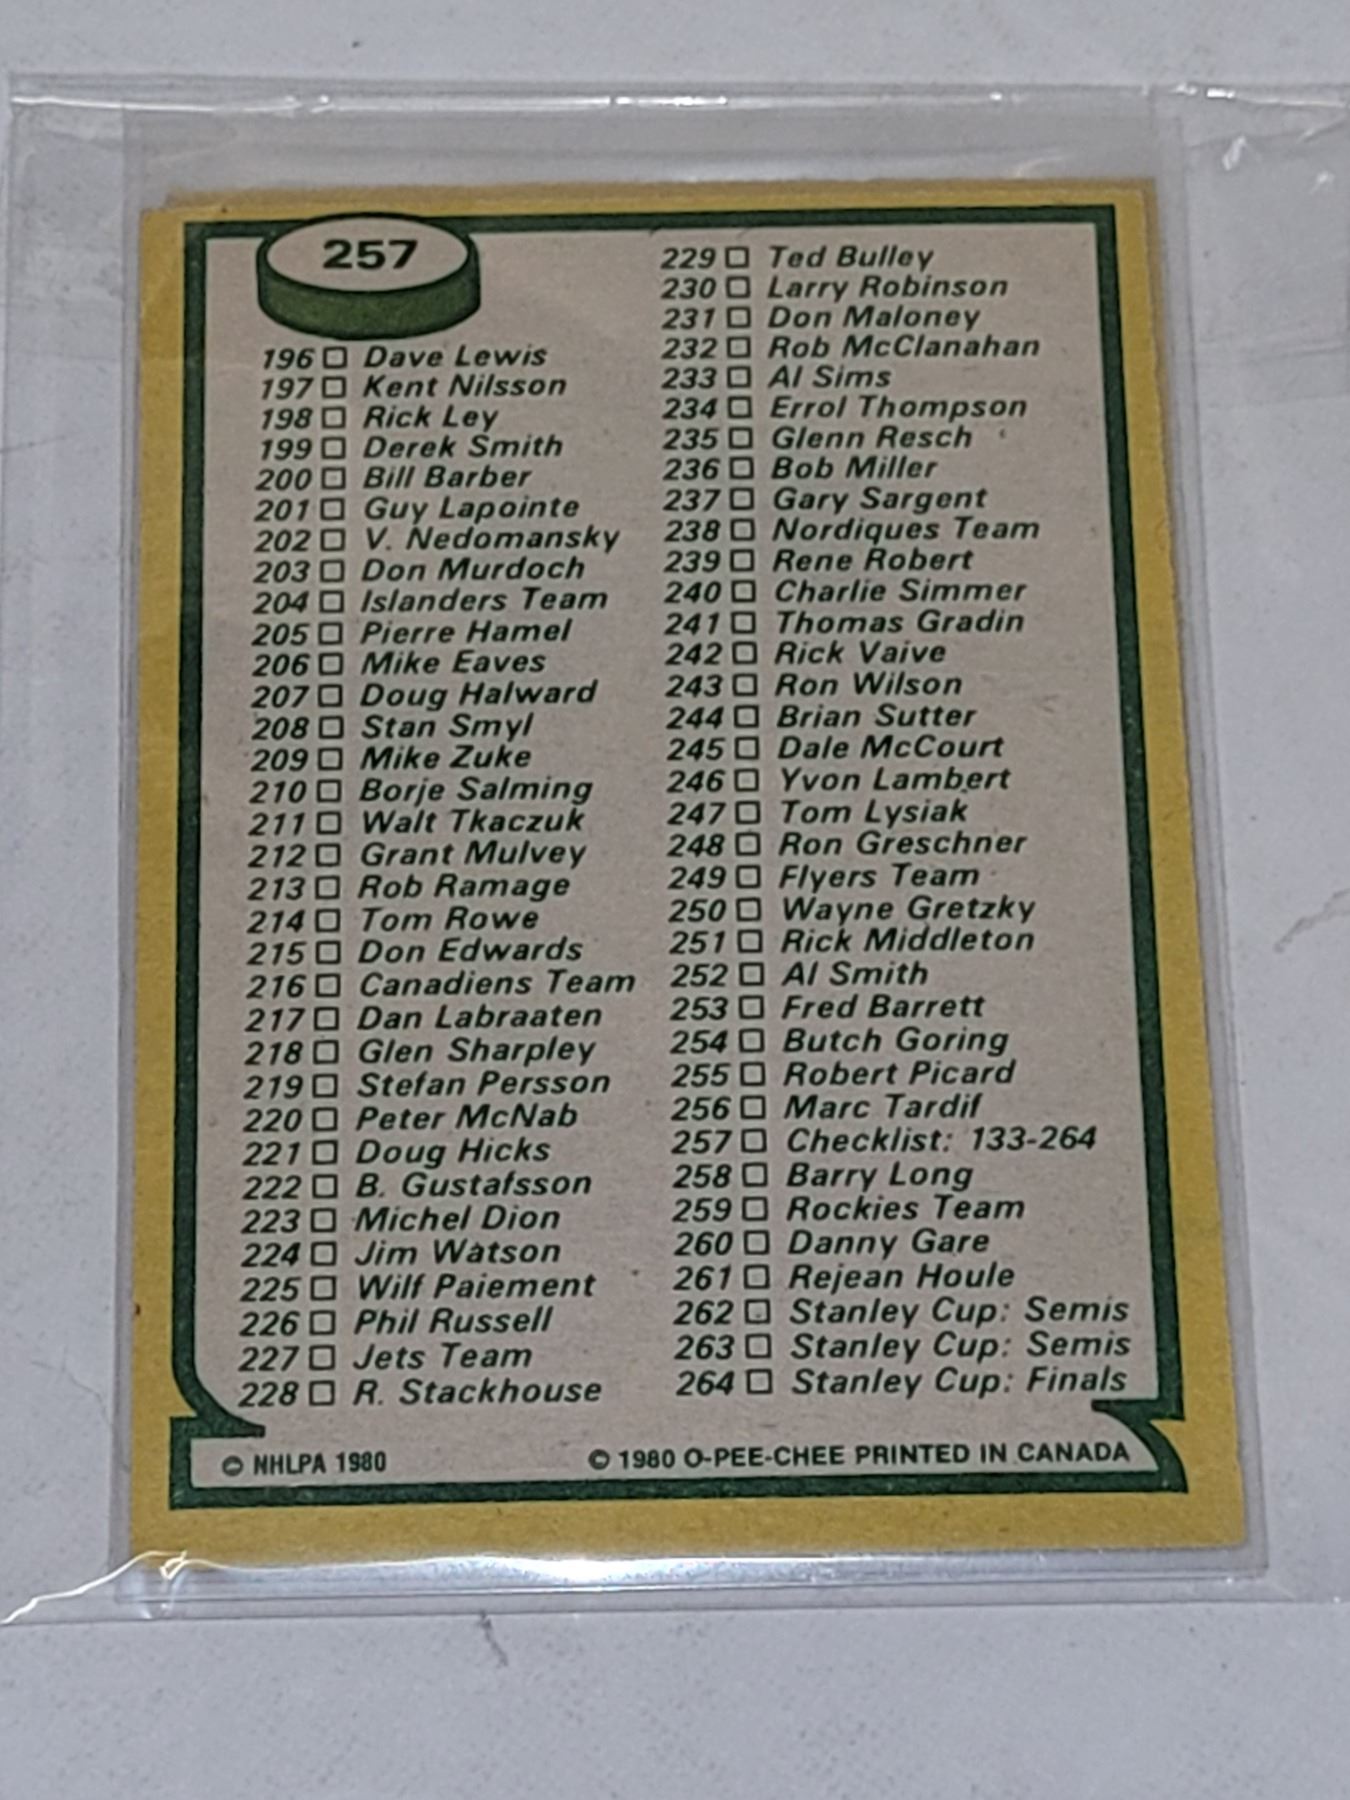 257
196 □ Dave Lewis
197 □ Kent Nilsson
198 □ Rick Ley
199 □ Derek Smith
200 □ Bill Barber
201 □ Guy Lapointe
202 □ V. Nedomansky
203 □ Don Murdoch
204 □ Islanders Team
205 □ Pierre Hamel
206 □ Mike Eaves
207 □ Doug Halward
208 □ Stan Smyl
209 □ Mike Zuke
210 □ Borje Salming
211 □ Walt Tkaczuk
212 □ Grant Mulvey
213 □ Rob Ramage
214 □ Tom Rowe
215 □ Don Edwards
216 □ Canadiens Team
217 □ Dan Labraaten
218 □ Glen Sharpley
219 □ Stefan Persson
220 □ Peter McNab
221 □ Doug Hicks
222 □ B. Gustafsson
223 □ Michel Dion
224 □ Jim Watson
225 □ Wilf Paiement
226 □ Phil Russell
227 □ Jets Team
228 □ R. Stackhouse
229 □ Ted Bulley
230 □ Larry Robinson
231 □ Don Maloney
232 □ Rob McClanahan
233 □ Al Sims
234 □ Errol Thompson
235 □ Glenn Resch
236 □ Bob Miller
237 □ Gary Sargent
238 □ Nordiques Team
239 □ Rene Robert
240 □ Charlie Simmer
241 □ Thomas Gradin
242 □ Rick Vaive
243 □ Ron Wilson
244 □ Brian Sutter
245 □ Dale McCourt
246 □ Yvon Lambert
247 □ Tom Lysiak
248 □ Ron Greschner
249 □ Flyers Team
250 □ Wayne Gretzky
251 □ Rick Middleton
252 □ Al Smith
253 □ Fred Barrett
254 □ Butch Goring
255 □ Robert Picard
256 □ Marc Tardif
257 □ Checklist: 133-264
258 □ Barry Long
259 □ Rockies Team
260 □ Danny Gare
261 □ Rejean Houle
262 □ Stanley Cup: Semis
263 □ Stanley Cup: Semis
264 □ Stanley Cup: Finals
© NHLPA 1980
© 1980 O-PEE-CHEE PRINTED IN CANADA